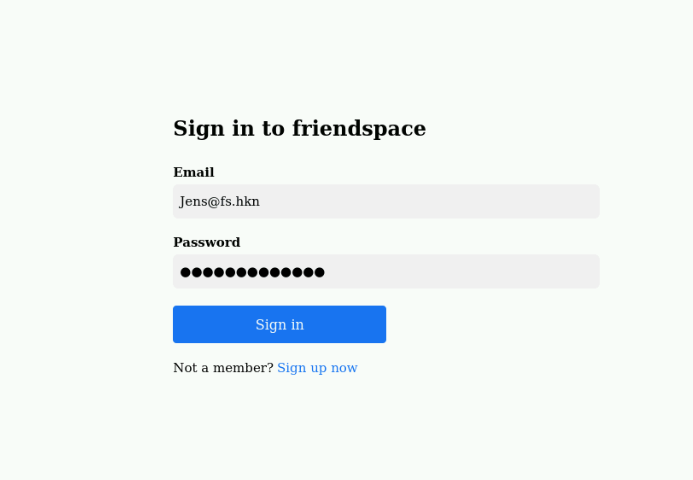 Sign in to friendspace
Email
Jens@fs.hkn
Password
●●●●●●●●●●●●●
Sign in
Not a member? Sign up now